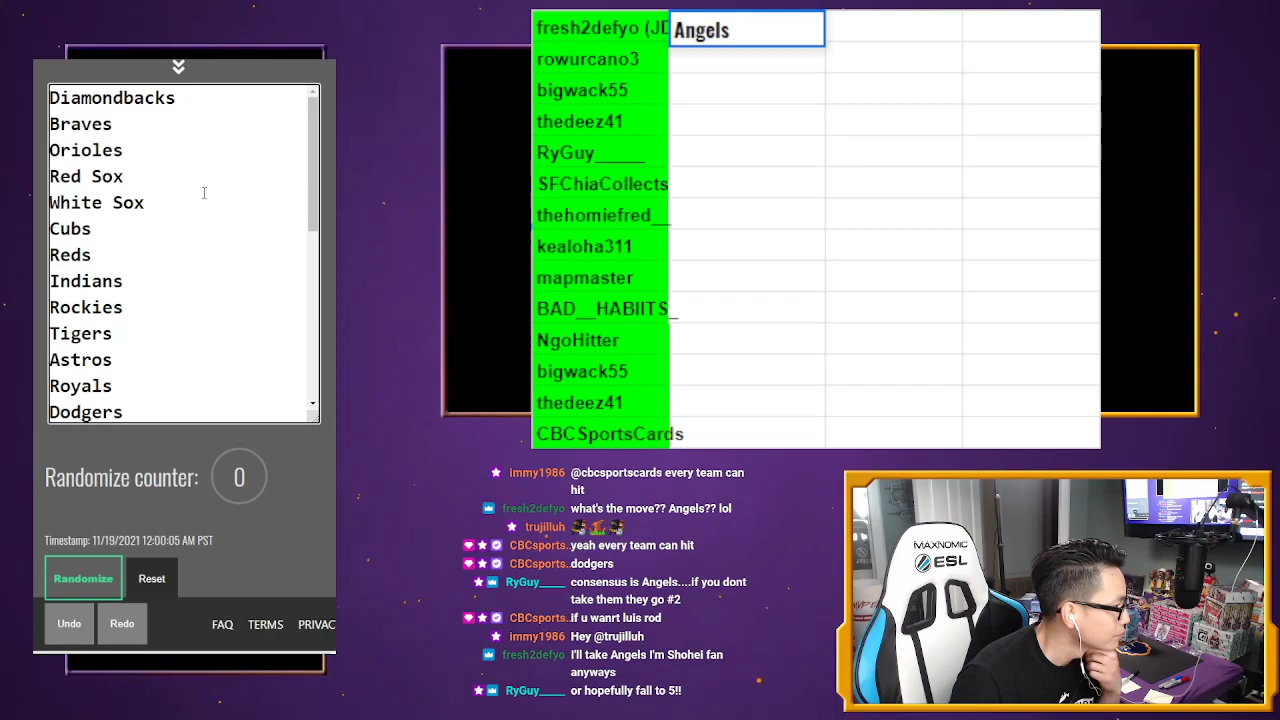 Diamondbacks
Braves
Orioles
Red Sox
White Sox
Cubs
Reds
Indians
Rockies
Tigers
Astros
Royals
Dodgers
Randomize counter: 0
Timestamp: 11/19/2021 12:00:05 AM PST
Randomize Reset
Undo Redo FAQ TERMS PRIVAC
fresh2defyo (JD Angels
rowurcano3
bigwack55
thedeez41
RyGuy_____
SFChiaCollects
thehomiefred__
kealoha311
mapmaster
BAD__HABIITS_
NgoHitter
bigwack55
thedeez41
CBCSportsCards
immy1986 @cbcsportscards every team can
hit
fresh2defyo what's the move?? Angels?? lol
trujilluh
CBCsports.. yeah every team can hit
CBCsports.. dodgers
RyGuy_____ consensus is Angels....if you dont
take them they go #2
CBCsports.. if u wanrt luis rod
immy1986 Hey @trujilluh
fresh2defyo I'll take Angels I'm Shohei fan
anyways
RyGuy_____ or hopefully fall to 5!!
MAXNOMIC
ESL